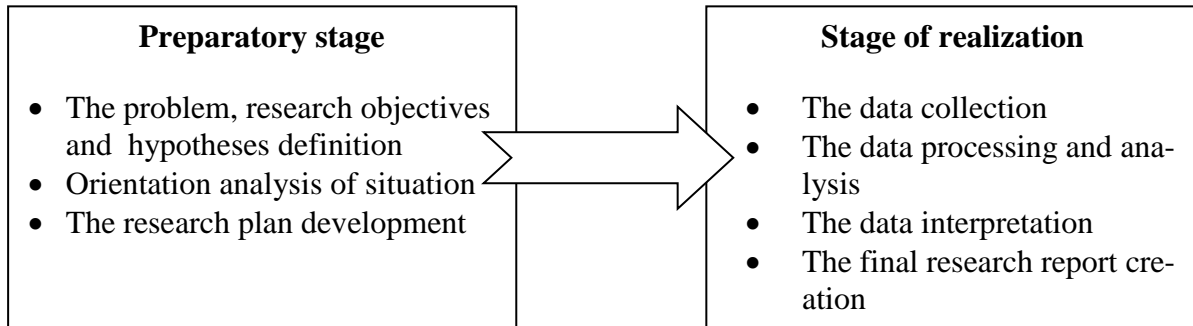 Preparatory stage
• The problem, research objectives
and hypotheses definition
• Orientation analysis of situation
• The research plan development
Stage of realization
• The data collection
• The data processing and ana-
lysis
• The data interpretation
• The final research report cre-
ation